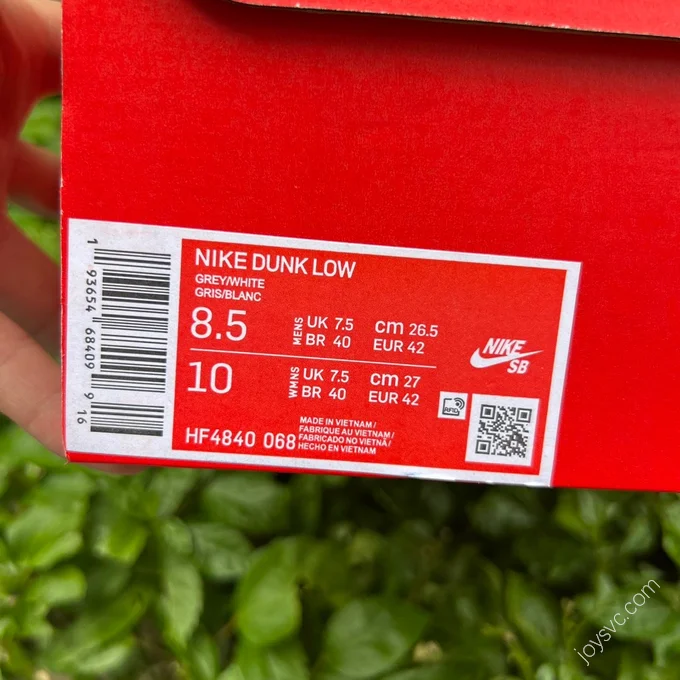 NIKE DUNK LOW
GREY/WHITE
GRIS/BLANC
8.5 MENS UK 7.5 cm 26.5
BR 40 EUR 42
10 WMNS UK 7.5 cm 27
BR 40 EUR 42
HF4840 068
MADE IN VIETNAM/
FABRIQUE AU VIETNAM/
FABRICADO NO VIETNÃ/
HECHO EN VIETNAM
NIKE
SB
RFID
1 93654 68409 9 16
joysvc.com